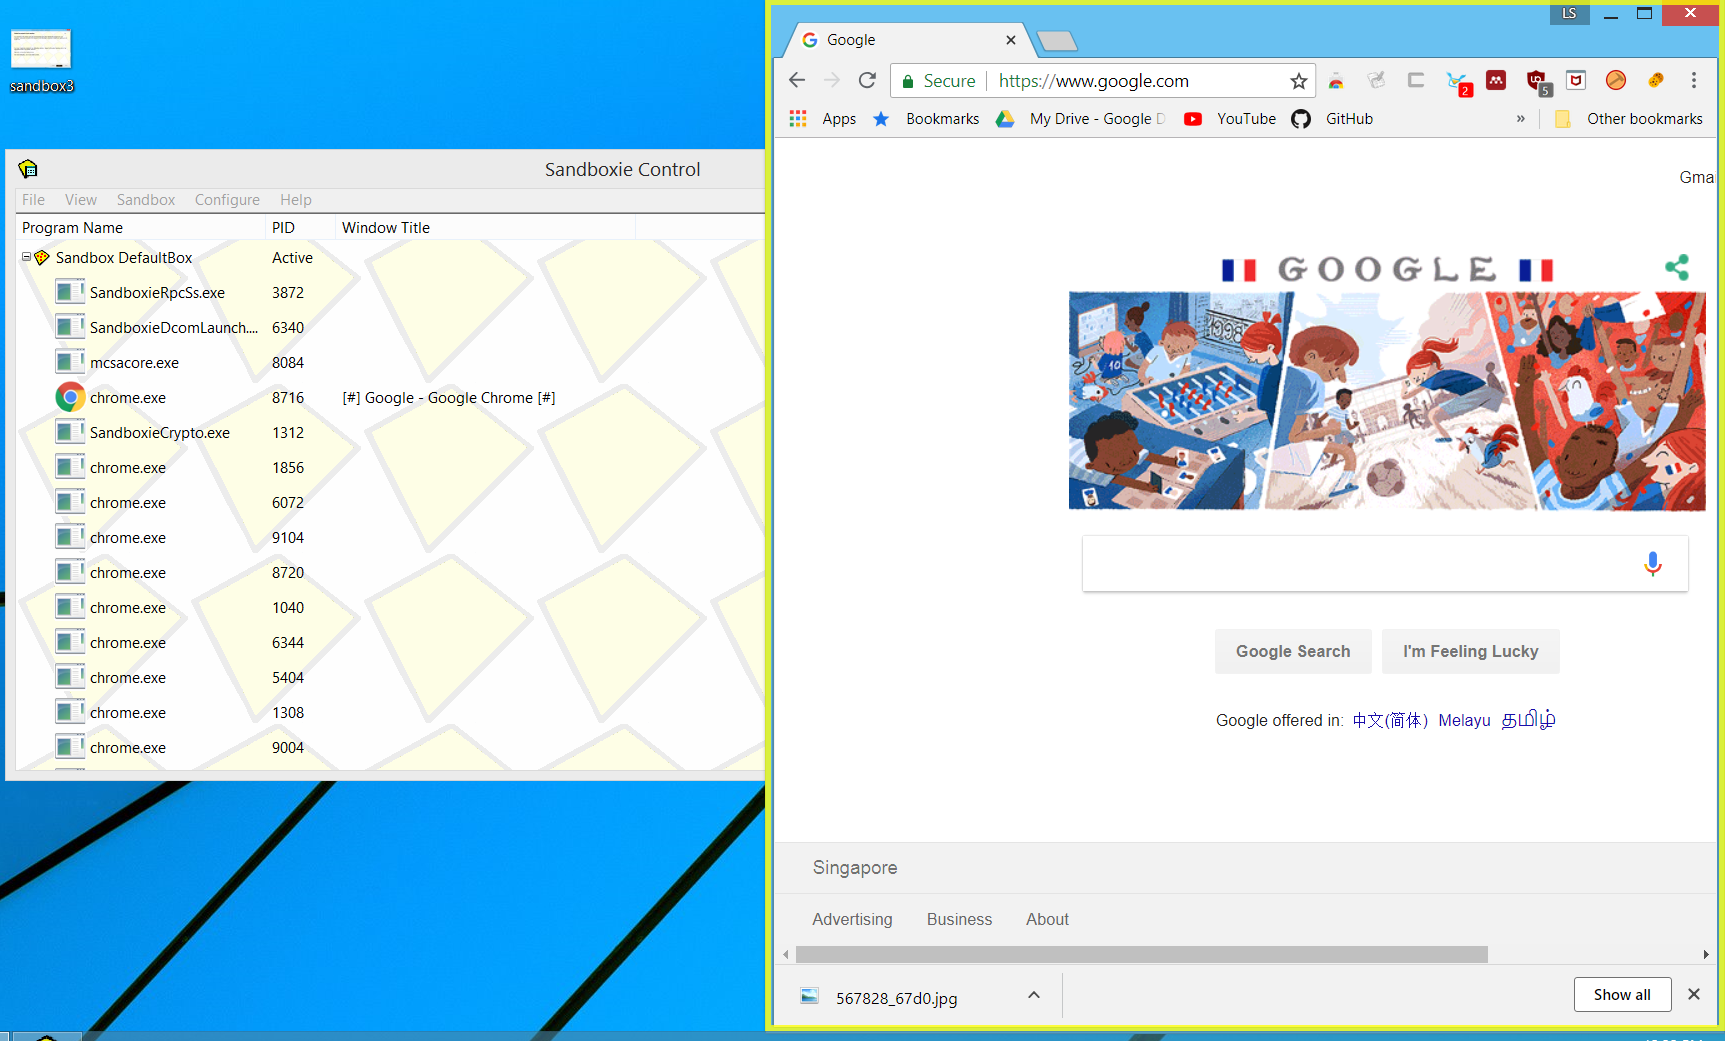 sandbox3
Sandboxie Control
File View Sandbox Configure Help
Program Name PID Window Title
Sandbox DefaultBox Active
SandboxieRpcSs.exe 3872
SandboxieDcomLaunch.... 6340
mcsacore.exe 8084
chrome.exe 8716 [#] Google - Google Chrome [#]
SandboxieCrypto.exe 1312
chrome.exe 1856
chrome.exe 6072
chrome.exe 9104
chrome.exe 8720
chrome.exe 1040
chrome.exe 6344
chrome.exe 5404
chrome.exe 1308
chrome.exe 9004
LS
Google
Secure https://www.google.com
2 5
Apps Bookmarks My Drive - Google YouTube GitHub » Other bookmarks
Gma
GOOGLE
1998
10
Google Search I'm Feeling Lucky
Google offered in: 中文(简体) Melayu தமிழ்
Singapore
Advertising Business About
567828_67d0.jpg Show all